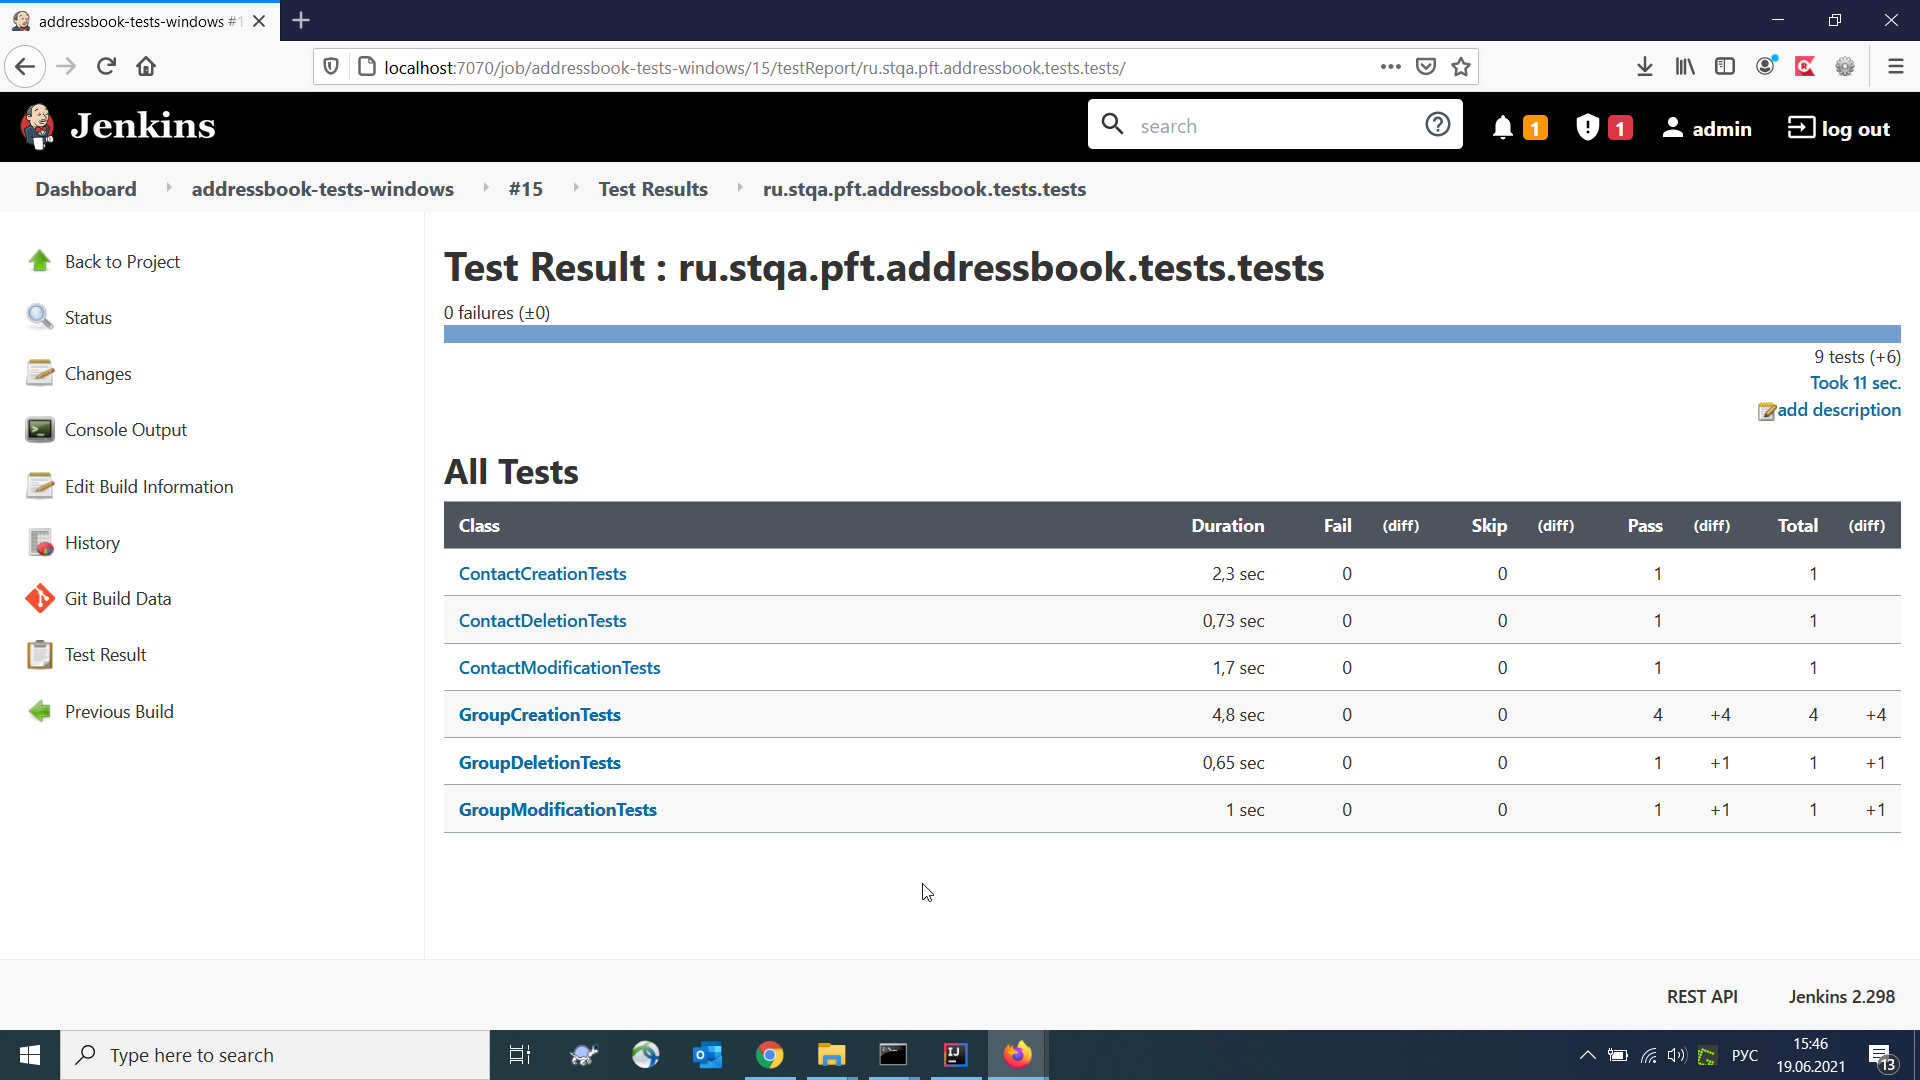 addressbook-tests-windows #1
localhost:7070/job/addressbook-tests-windows/15/testReport/ru.stqa.pft.addressbook.tests.tests/
Jenkins
search
1
1
admin
log out
Dashboard
addressbook-tests-windows
#15
Test Results
ru.stqa.pft.addressbook.tests.tests
Back to Project
Status
Changes
Console Output
Edit Build Information
History
Git Build Data
Test Result
Previous Build
Test Result : ru.stqa.pft.addressbook.tests.tests
0 failures (±0)
9 tests (+6)
Took 11 sec.
add description
All Tests
Class Duration Fail (diff) Skip (diff) Pass (diff) Total (diff)
ContactCreationTests 2,3 sec 0 0 1 1
ContactDeletionTests 0,73 sec 0 0 1 1
ContactModificationTests 1,7 sec 0 0 1 1
GroupCreationTests 4,8 sec 0 0 4 +4 4 +4
GroupDeletionTests 0,65 sec 0 0 1 +1 1 +1
GroupModificationTests 1 sec 0 0 1 +1 1 +1
REST API
Jenkins 2.298
Type here to search
РУС
15:46
19.06.2021
13